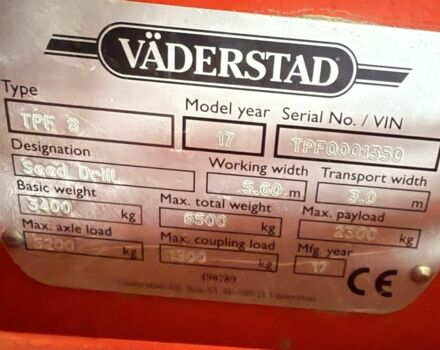 VÄDERSTAD
Type Model year Serial No. / VIN
TPF 8 17 TPF0001350
Designation Working width Transport width
Seed Drill 5.60 m 3.0 m
Basic weight Max. total weight Max. payload
3400 kg 6500 kg 2500 kg
Max. axle load Max. coupling load Mfg. year
5200 kg 1300 kg 17
498789
CE